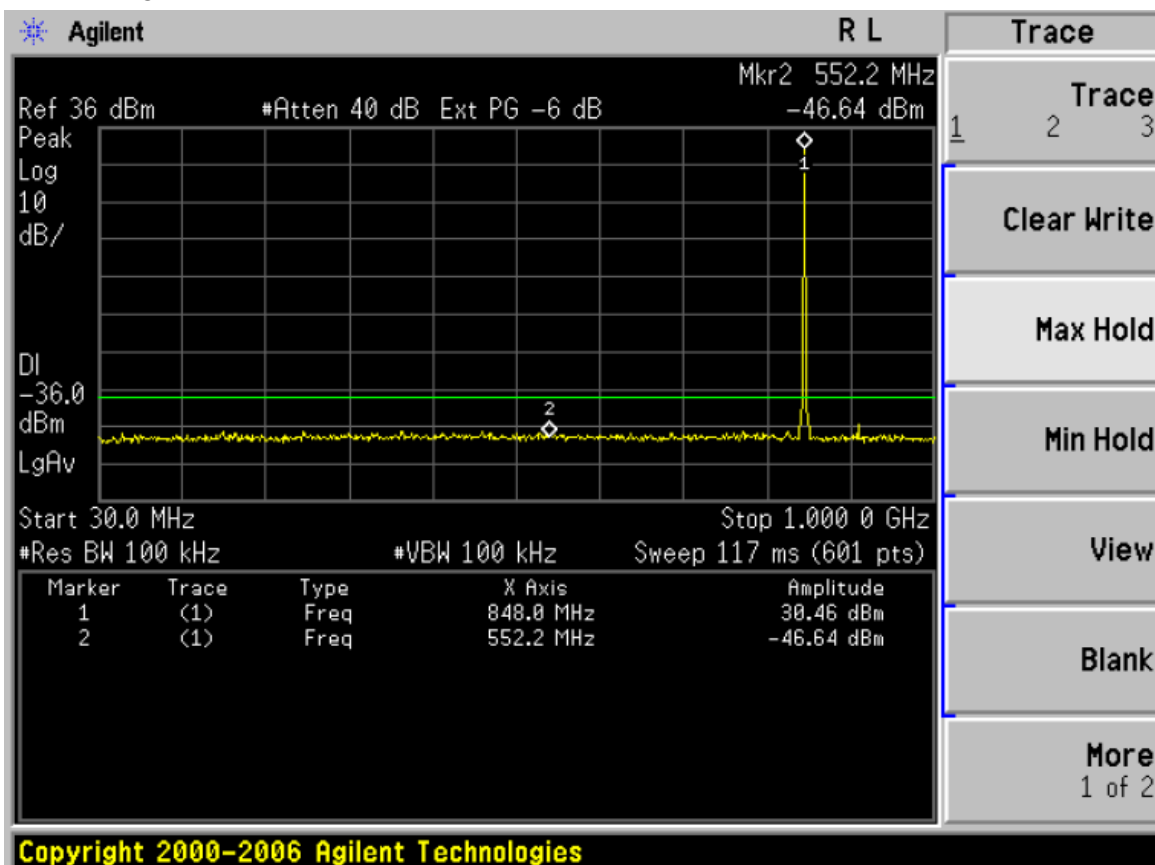 Agilent R L
Mkr2 552.2 MHz
Ref 36 dBm #Atten 40 dB Ext PG -6 dB -46.64 dBm
Peak
Log
10
dB/
1
DI
-36.0
dBm
2
LgAv
Start 30.0 MHz Stop 1.000 0 GHz
#Res BW 100 kHz #VBW 100 kHz Sweep 117 ms (601 pts)
Marker Trace Type X Axis Amplitude
1 (1) Freq 848.0 MHz 30.46 dBm
2 (1) Freq 552.2 MHz -46.64 dBm
Trace
Trace
1 2 3
Clear Write
Max Hold
Min Hold
View
Blank
More
1 of 2
Copyright 2000-2006 Agilent Technologies